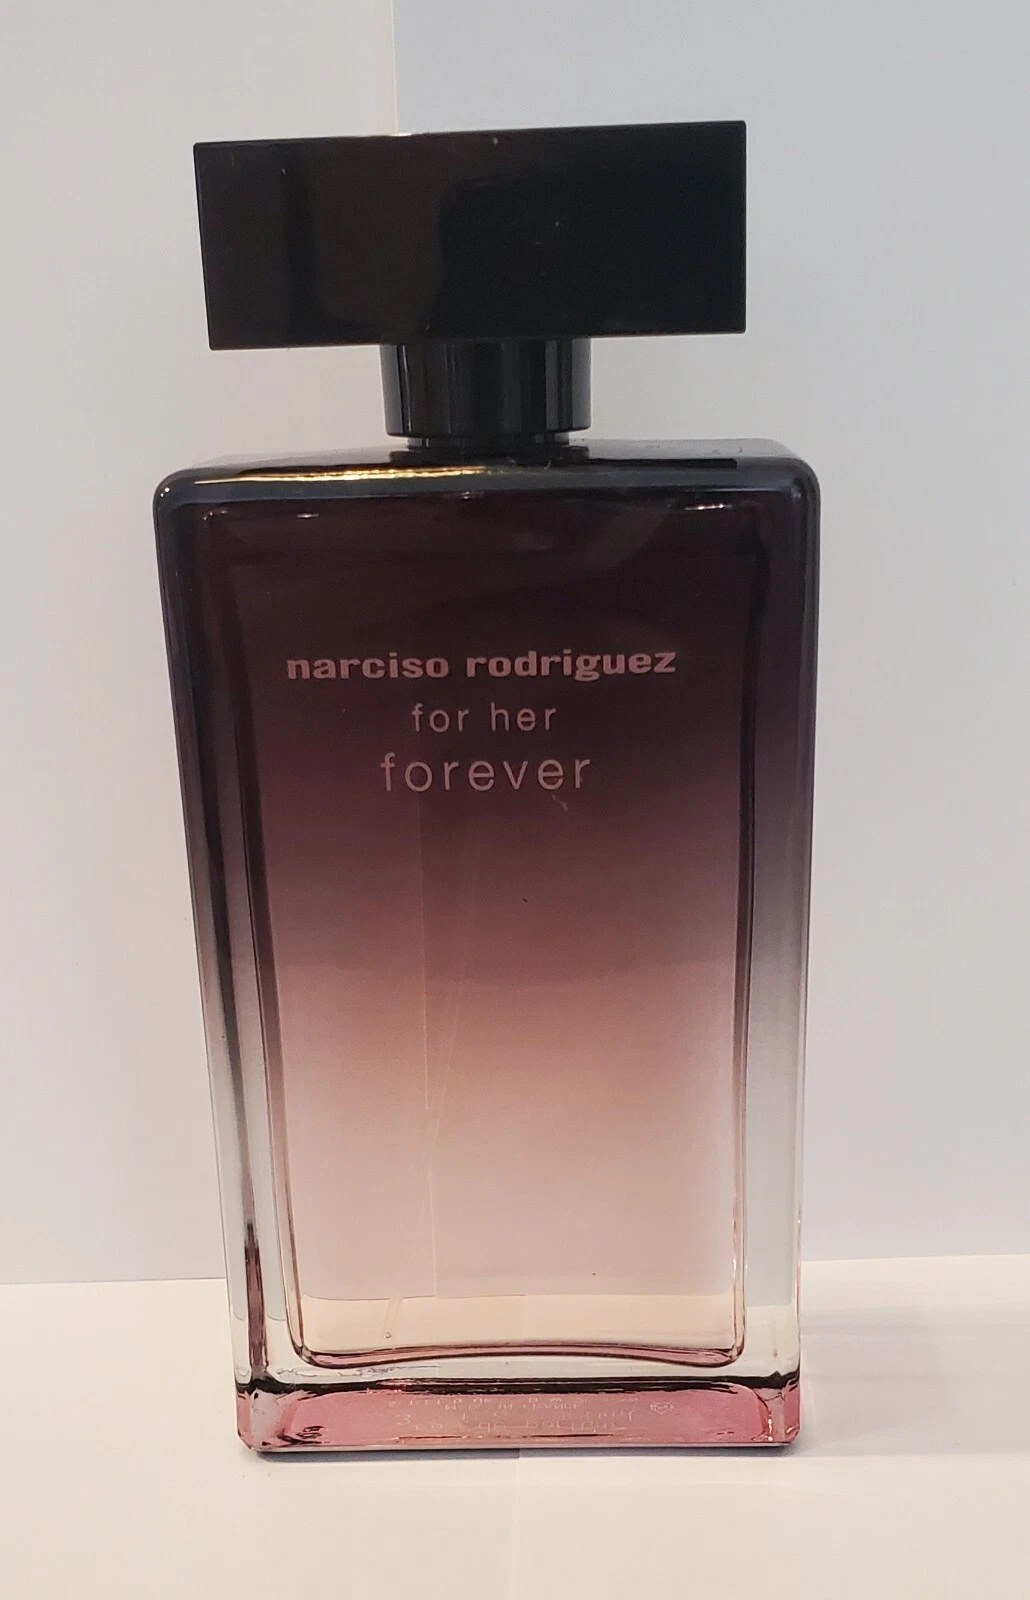 narciso rodriguez
for her
forever